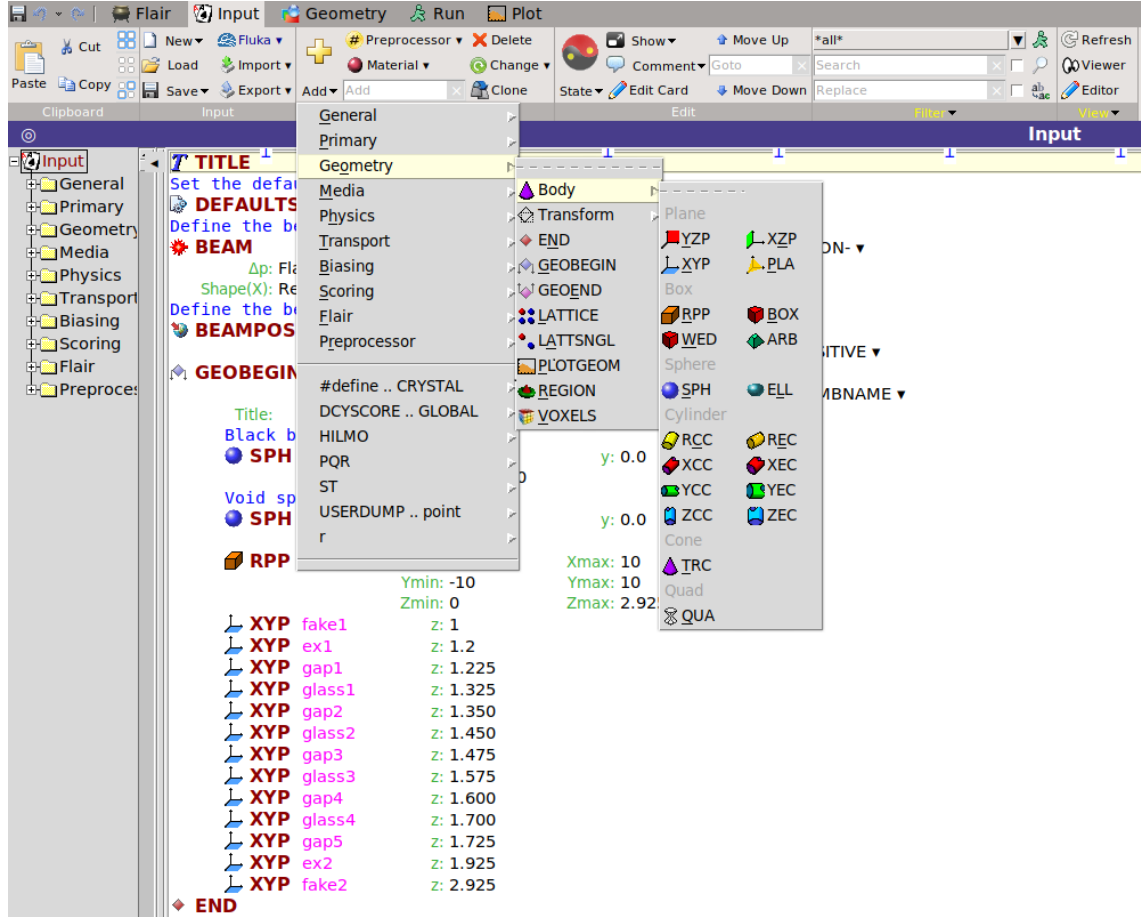 Flair Input Geometry Run Plot
Cut New Fluka Preprocessor Delete Show Move Up *all* Refresh
Load Import Material Change Comment Goto Search Viewer
Paste Copy Save Export Add Add Clone State Edit Card Move Down Replace Editor
Clipboard Input Edit Filter View
Input
Input
General
Primary
Geometry
Media
Physics
Transport
Biasing
Scoring
Flair
Preproces
General
Primary
Geometry
Media
Physics
Transport
Biasing
Scoring
Flair
Preprocessor
#define .. CRYSTAL
DCYSCORE .. GLOBAL
HILMO
PQR
ST
USERDUMP .. point
r
Body
Transform
END
GEOBEGIN
GEOEND
LATTICE
LATTSNGL
PLOTGEOM
REGION
VOXELS
Plane
YZP XZP
XYP PLA
Box
RPP BOX
WED ARB
Sphere
SPH ELL
Cylinder
RCC REC
XCC XEC
YCC YEC
ZCC ZEC
Cone
TRC
Quad
QUA
TITLE
Set the defau
DEFAULTS
Define the be
BEAM ON- ▾
Δp: Fla
Shape(X): Re
Define the be
BEAMPOS
ITIVE ▾
GEOBEGIN
MBNAME ▾
Title:
Black b
SPH y: 0.0
0
Void sp
SPH y: 0.0
RPP Xmax: 10
Ymin: -10 Ymax: 10
Zmin: 0 Zmax: 2.925
XYP fake1 z: 1
XYP ex1 z: 1.2
XYP gap1 z: 1.225
XYP glass1 z: 1.325
XYP gap2 z: 1.350
XYP glass2 z: 1.450
XYP gap3 z: 1.475
XYP glass3 z: 1.575
XYP gap4 z: 1.600
XYP glass4 z: 1.700
XYP gap5 z: 1.725
XYP ex2 z: 1.925
XYP fake2 z: 2.925
END